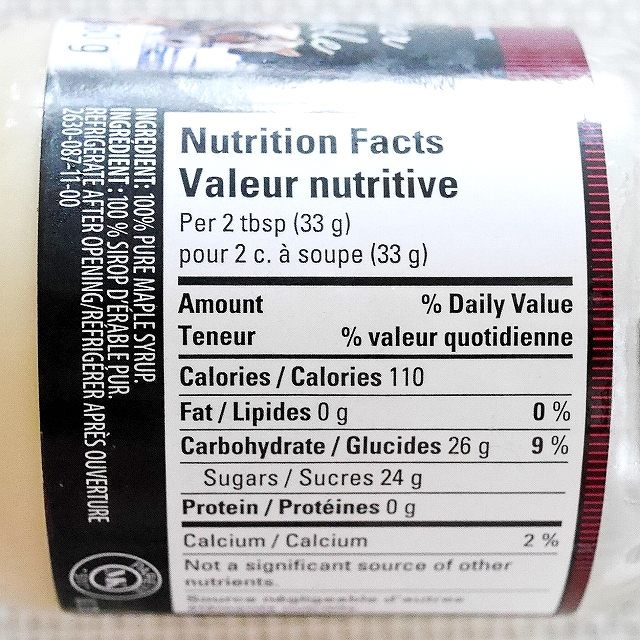 Nutrition Facts
Valeur nutritive
Per 2 tbsp (33 g)
pour 2 c. à soupe (33 g)
Amount % Daily Value
Teneur % valeur quotidienne
Calories / Calories 110
Fat / Lipides 0 g 0 %
Carbohydrate / Glucides 26 g 9 %
Sugars / Sucres 24 g
Protein / Protéines 0 g
Calcium / Calcium 2 %
Not a significant source of other
nutrients.
Source négligeable d'autres
INGREDIENT: 100% PURE MAPLE SYRUP.
INGRÉDIENT : 100 % SIROP D'ÉRABLE PUR.
REFRIGERATE AFTER OPENING/RÉFRIGÉRER APRÈS OUVERTURE
2630-087-11-00